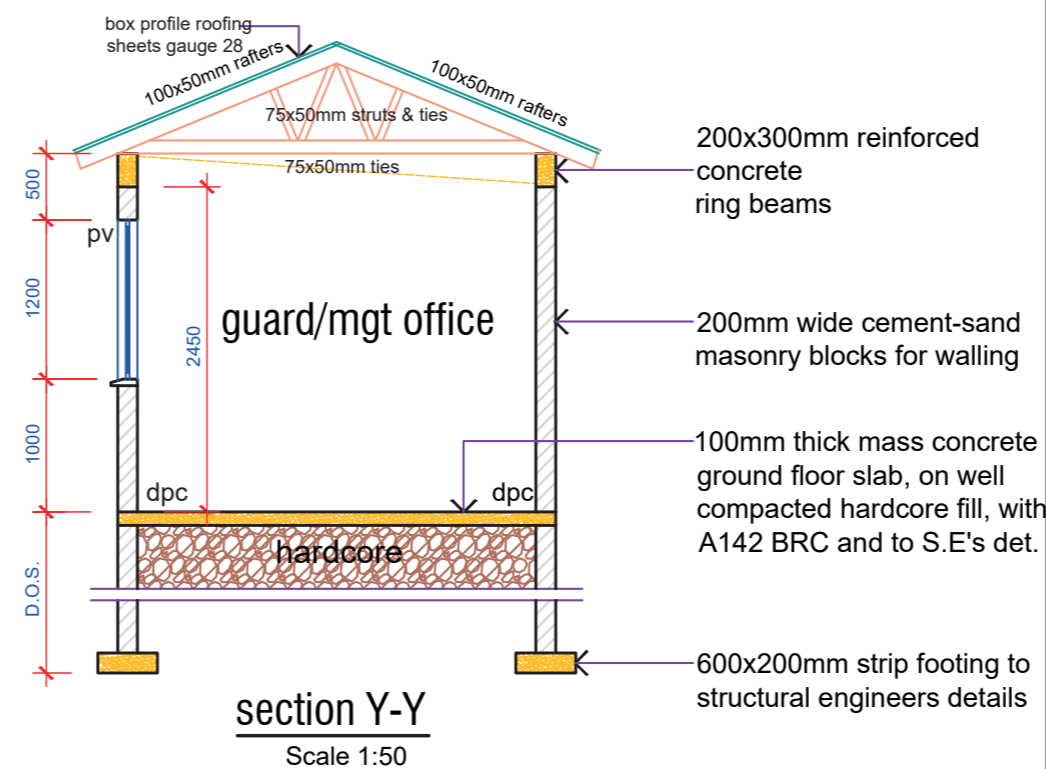 box profile roofing
sheets gauge 28
100x50mm rafters
100x50mm rafters
75x50mm struts & ties
75x50mm ties
200x300mm reinforced
concrete
ring beams
500
pv
1200
2450
guard/mgt office
200mm wide cement-sand
masonry blocks for walling
1000
100mm thick mass concrete
ground floor slab, on well
compacted hardcore fill, with
A142 BRC and to S.E's det.
dpc
dpc
hardcore
D.O.S.
600x200mm strip footing to
structural engineers details
section Y-Y
Scale 1:50